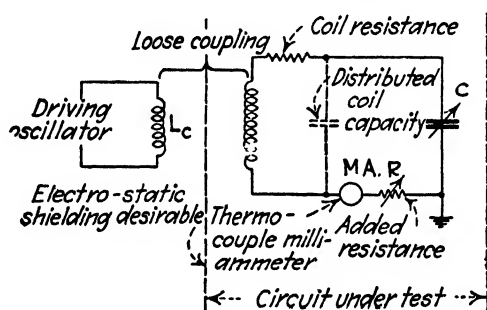 Coil resistance
Loose coupling
Driving
oscillator
Lc
Distributed
coil
capacity
C
MA.
R
Electro-static
shielding desirable
Thermo-
couple milli-
ammeter
Added
resistance
Circuit under test